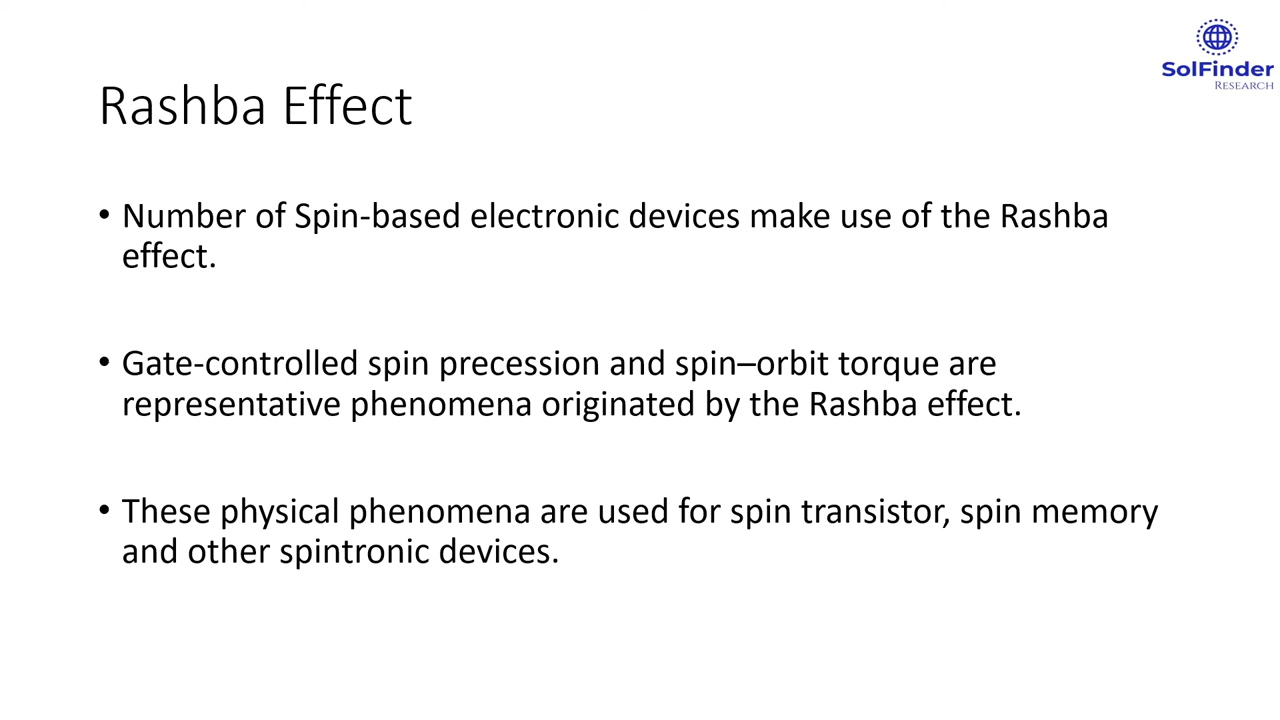 SolFinder
RESEARCH
Rashba Effect
• Number of Spin-based electronic devices make use of the Rashba
effect.
• Gate-controlled spin precession and spin–orbit torque are
representative phenomena originated by the Rashba effect.
• These physical phenomena are used for spin transistor, spin memory
and other spintronic devices.